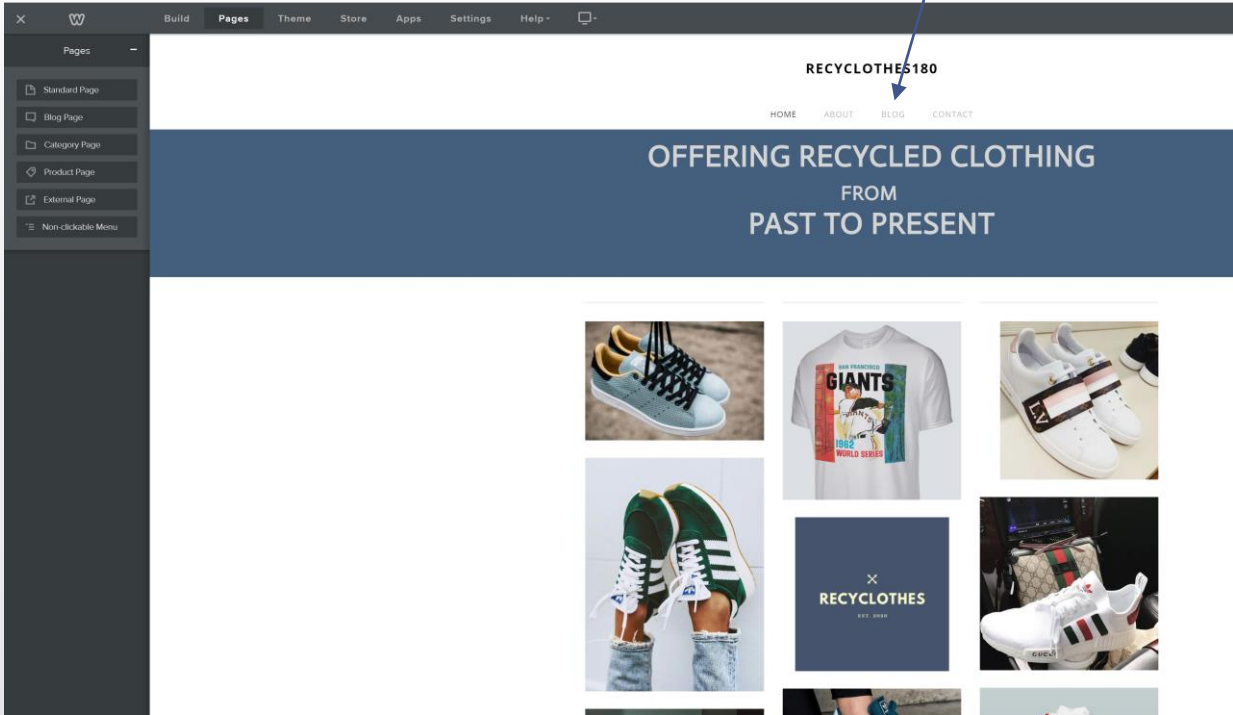 Build Pages Theme Store Apps Settings Help
Pages
Standard Page
Blog Page
Category Page
Product Page
External Page
Non-clickable Menu
RECYCLOTHES180
HOME ABOUT BLOG CONTACT
OFFERING RECYCLED CLOTHING
FROM
PAST TO PRESENT
SAN FRANCISCO
GIANTS
1962
WORLD SERIES
LV
RECYCLOTHES
GUCCI